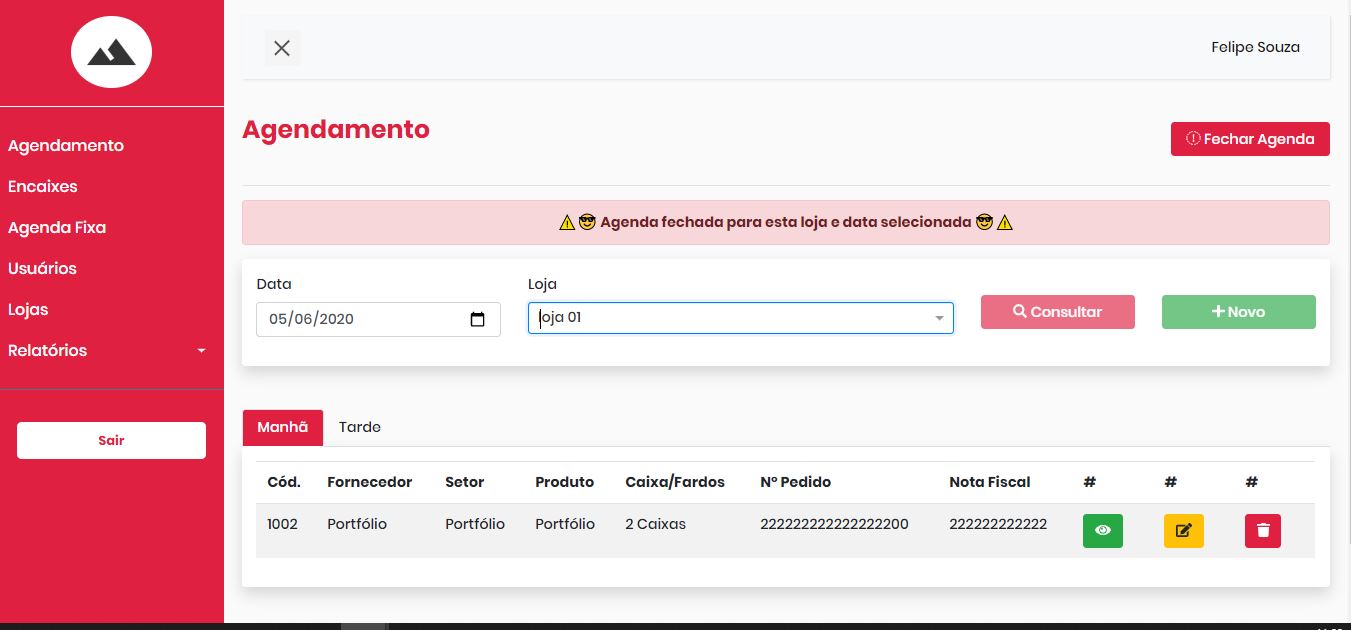 Felipe Souza
Agendamento
Fechar Agenda
Agendamento
Encaixes
Agenda Fixa
Usuários
Lojas
Relatórios
Sair
⚠😎 Agenda fechada para esta loja e data selecionada 😎⚠
Data
Loja
05/06/2020
loja 01
Consultar
Novo
Manhã Tarde
Cód. Fornecedor Setor Produto Caixa/Fardos Nº Pedido Nota Fiscal # # #
1002 Portfólio Portfólio Portfólio 2 Caixas 222222222222222200 222222222222